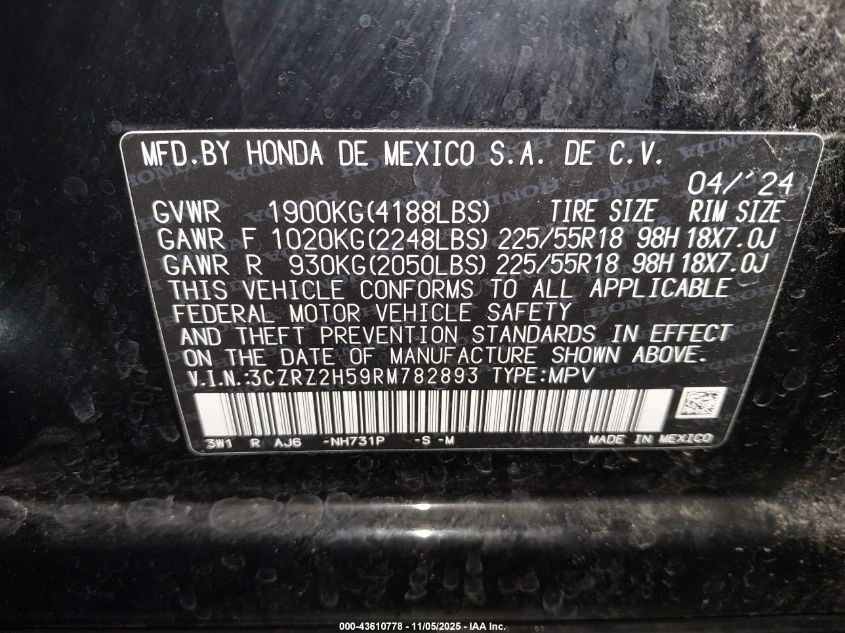 MFD.BY HONDA DE MEXICO S.A. DE C.V.
04/'24
GVWR 1900KG(4188LBS) TIRE SIZE RIM SIZE
GAWR F 1020KG(2248LBS) 225/55R18 98H 18X7.0J
GAWR R 930KG(2050LBS) 225/55R18 98H 18X7.0J
THIS VEHICLE CONFORMS TO ALL APPLICABLE
FEDERAL MOTOR VEHICLE SAFETY
AND THEFT PREVENTION STANDARDS IN EFFECT
ON THE DATE OF MANUFACTURE SHOWN ABOVE.
V.I.N.:3CZRZ2H59RM782893 TYPE:MPV
3W1 R AJ6 -NH731P -S -M MADE IN MEXICO
000-43610778 - 11/05/2025 - IAA Inc.